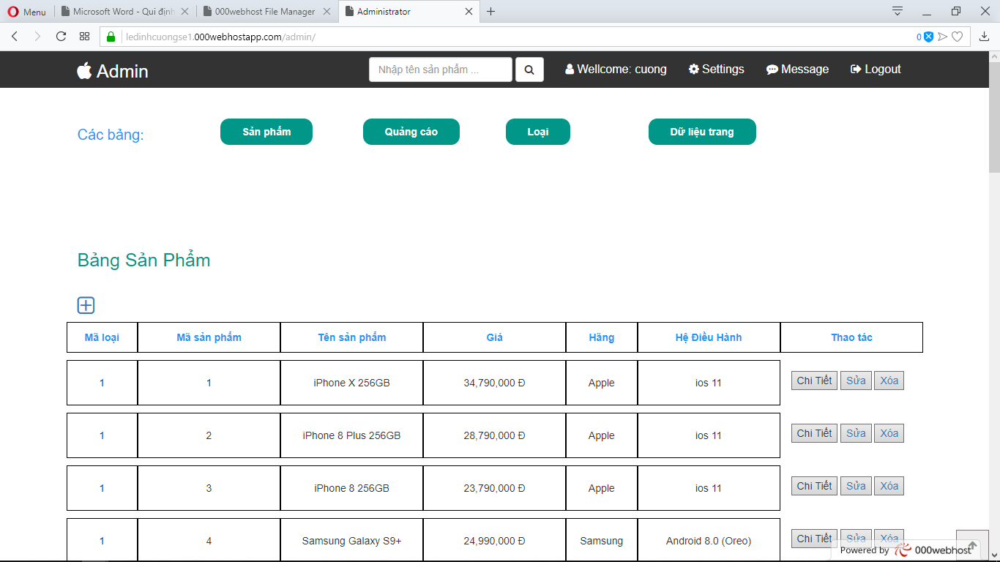 Menu
Microsoft Word - Qui định
000webhost File Manager
Administrator
ledinhcuongse1.000webhostapp.com/admin/
0
Admin
Nhập tên sản phẩm ...
Wellcome: cuong
Settings
Message
Logout
Các bảng:
Sản phẩm
Quảng cáo
Loại
Dữ liệu trang
Bảng Sản Phẩm
Mã loại Mã sản phẩm Tên sản phẩm Giá Hãng Hệ Điều Hành Thao tác
1 1 iPhone X 256GB 34,790,000 Đ Apple ios 11 Chi Tiết Sửa Xóa
1 2 iPhone 8 Plus 256GB 28,790,000 Đ Apple ios 11 Chi Tiết Sửa Xóa
1 3 iPhone 8 256GB 23,790,000 Đ Apple ios 11 Chi Tiết Sửa Xóa
1 4 Samsung Galaxy S9+ 24,990,000 Đ Samsung Android 8.0 (Oreo) Chi Tiết Sửa Xóa
Powered by 000webhost